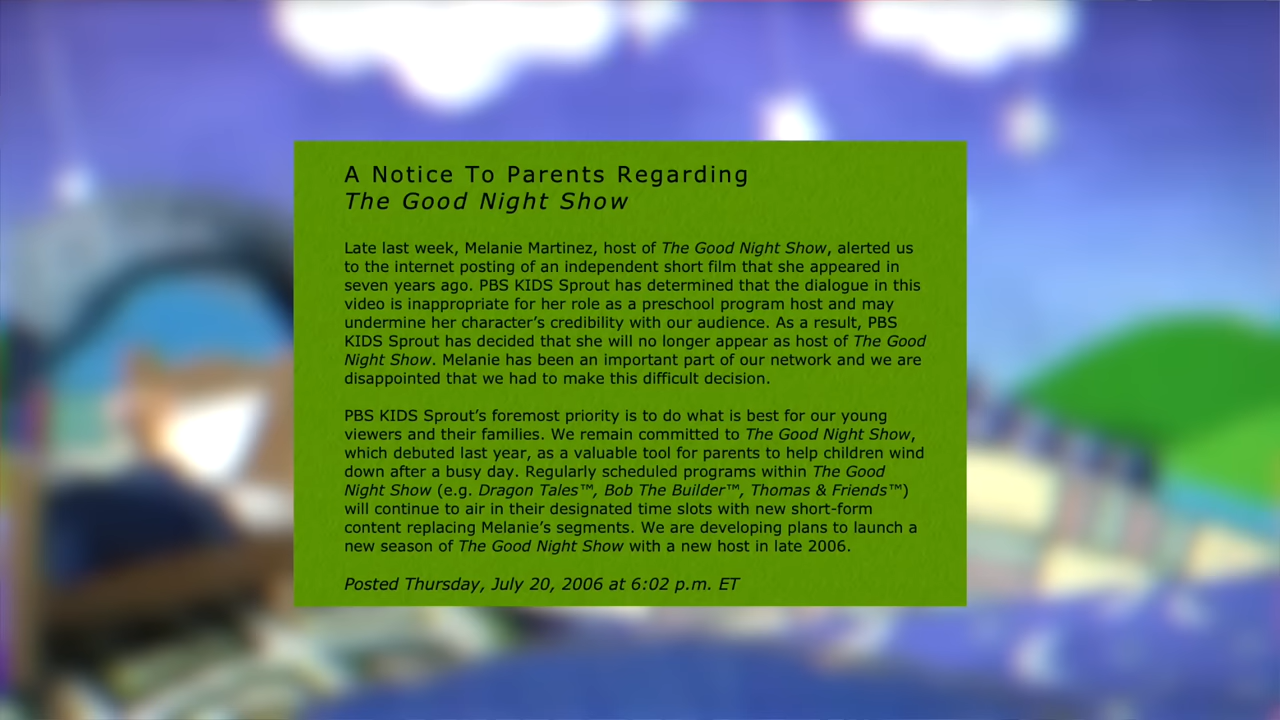 A Notice To Parents Regarding
The Good Night Show
Late last week, Melanie Martinez, host of The Good Night Show, alerted us
to the internet posting of an independent short film that she appeared in
seven years ago. PBS KIDS Sprout has determined that the dialogue in this
video is inappropriate for her role as a preschool program host and may
undermine her character's credibility with our audience. As a result, PBS
KIDS Sprout has decided that she will no longer appear as host of The Good
Night Show. Melanie has been an important part of our network and we are
disappointed that we had to make this difficult decision.
PBS KIDS Sprout's foremost priority is to do what is best for our young
viewers and their families. We remain committed to The Good Night Show,
which debuted last year, as a valuable tool for parents to help children wind
down after a busy day. Regularly scheduled programs within The Good
Night Show (e.g. Dragon Tales™, Bob The Builder™, Thomas & Friends™)
will continue to air in their designated time slots with new short-form
content replacing Melanie's segments. We are developing plans to launch a
new season of The Good Night Show with a new host in late 2006.
Posted Thursday, July 20, 2006 at 6:02 p.m. ET